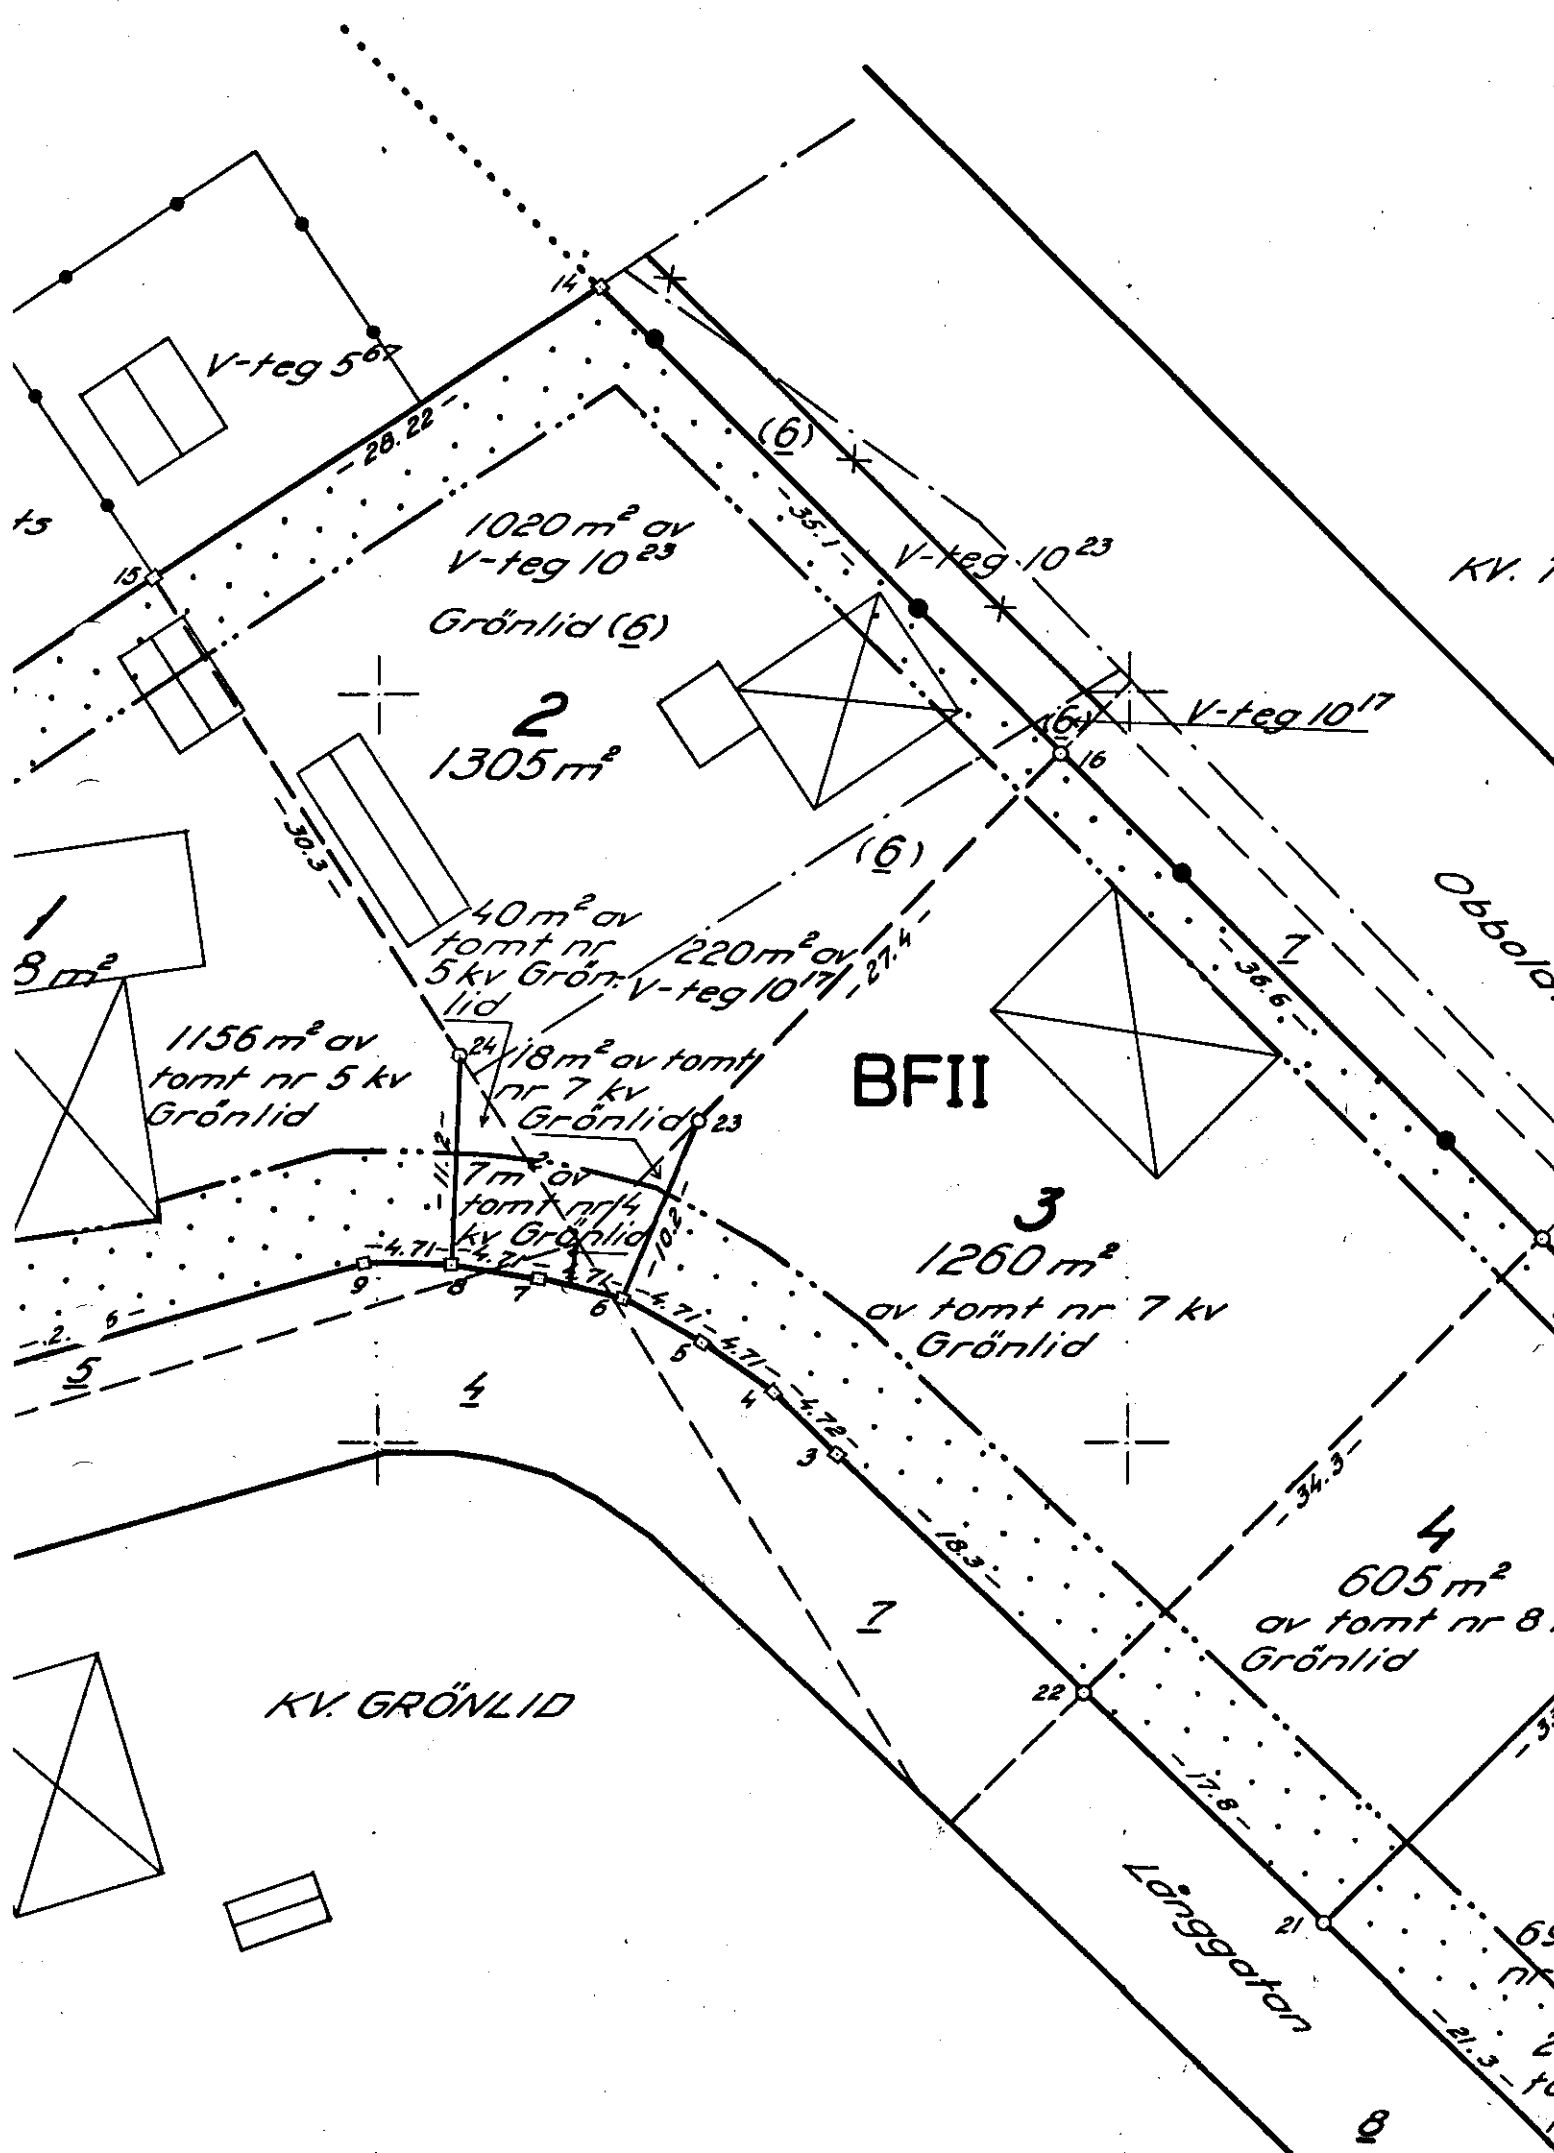 14
V-teg 5⁶⁷
28.22
(6)
ts
1020 m² av
V-teg 10²³
35.1
V-teg 10²³
15
Grönlid (6)
KV.
2
1305 m²
(6)
V-teg 10¹⁷
16
30.3
(6)
1
8 m²
40 m² av
tomt nr
5 kv Grön-
lid
220 m² av
V-teg 10¹⁷
27.4
7
36.6
Obbola
1156 m² av
tomt nr 5 kv
Grönlid
24
18 m² av tomt
nr 7 kv
Grönlid
23
BFII
11.2
7 m² av
tomt nr 14
kv Grönlid
10.2
3
1260 m²
av tomt nr 7 kv
Grönlid
4.71
4.71
4.71
4.71
4.71
4.72
9
8
7
6
5
4
3
2. 6
5
4
34.3
18.3
4
605 m²
av tomt nr 8
Grönlid
7
22
KV. GRÖNLID
17.8
Långgatan
21
21.3
8